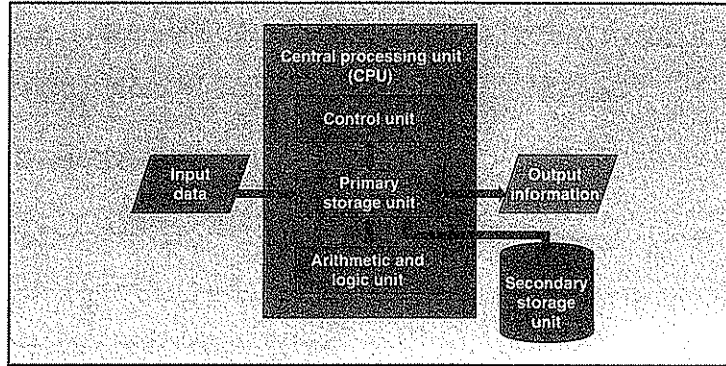 Central processing unit
(CPU)
Control unit
Input
data
Primary
storage unit
Output
information
Arithmetic and
logic unit
Secondary
storage
unit